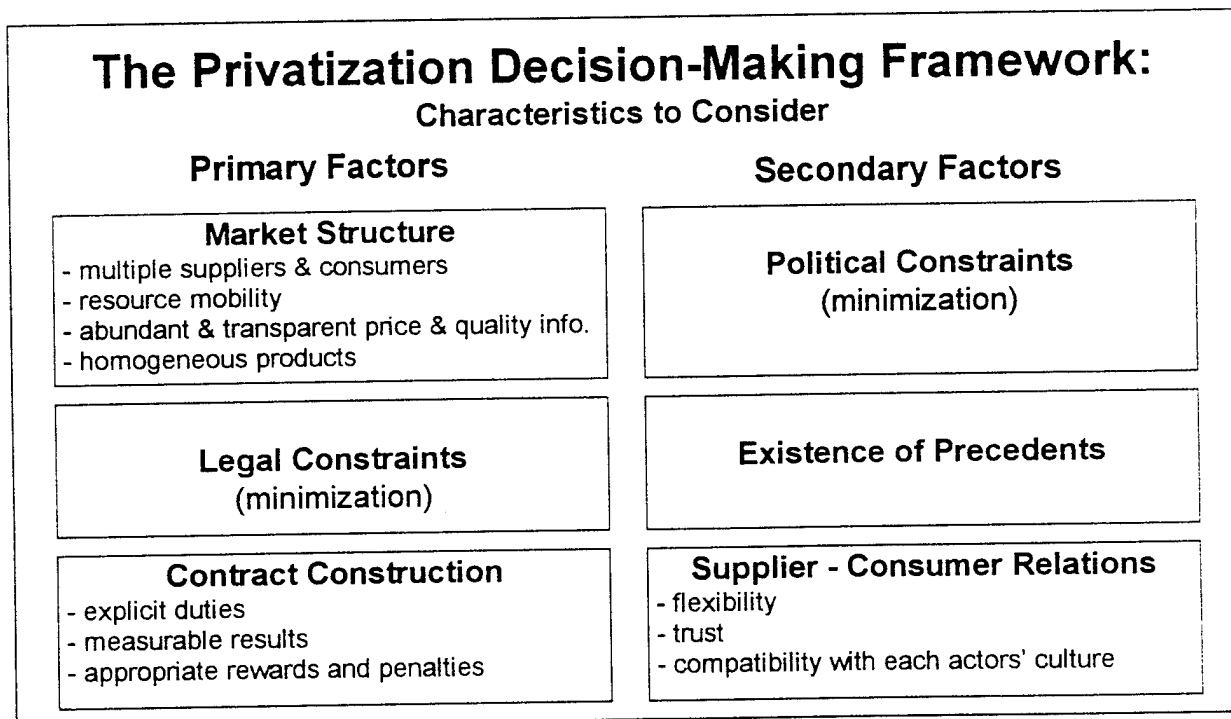 The Privatization Decision-Making Framework:
Characteristics to Consider
Primary Factors
Market Structure
- multiple suppliers & consumers
- resource mobility
- abundant & transparent price & quality info.
- homogeneous products
Legal Constraints
(minimization)
Contract Construction
- explicit duties
- measurable results
- appropriate rewards and penalties
Secondary Factors
Political Constraints
(minimization)
Existence of Precedents
Supplier - Consumer Relations
- flexibility
- trust
- compatibility with each actors' culture